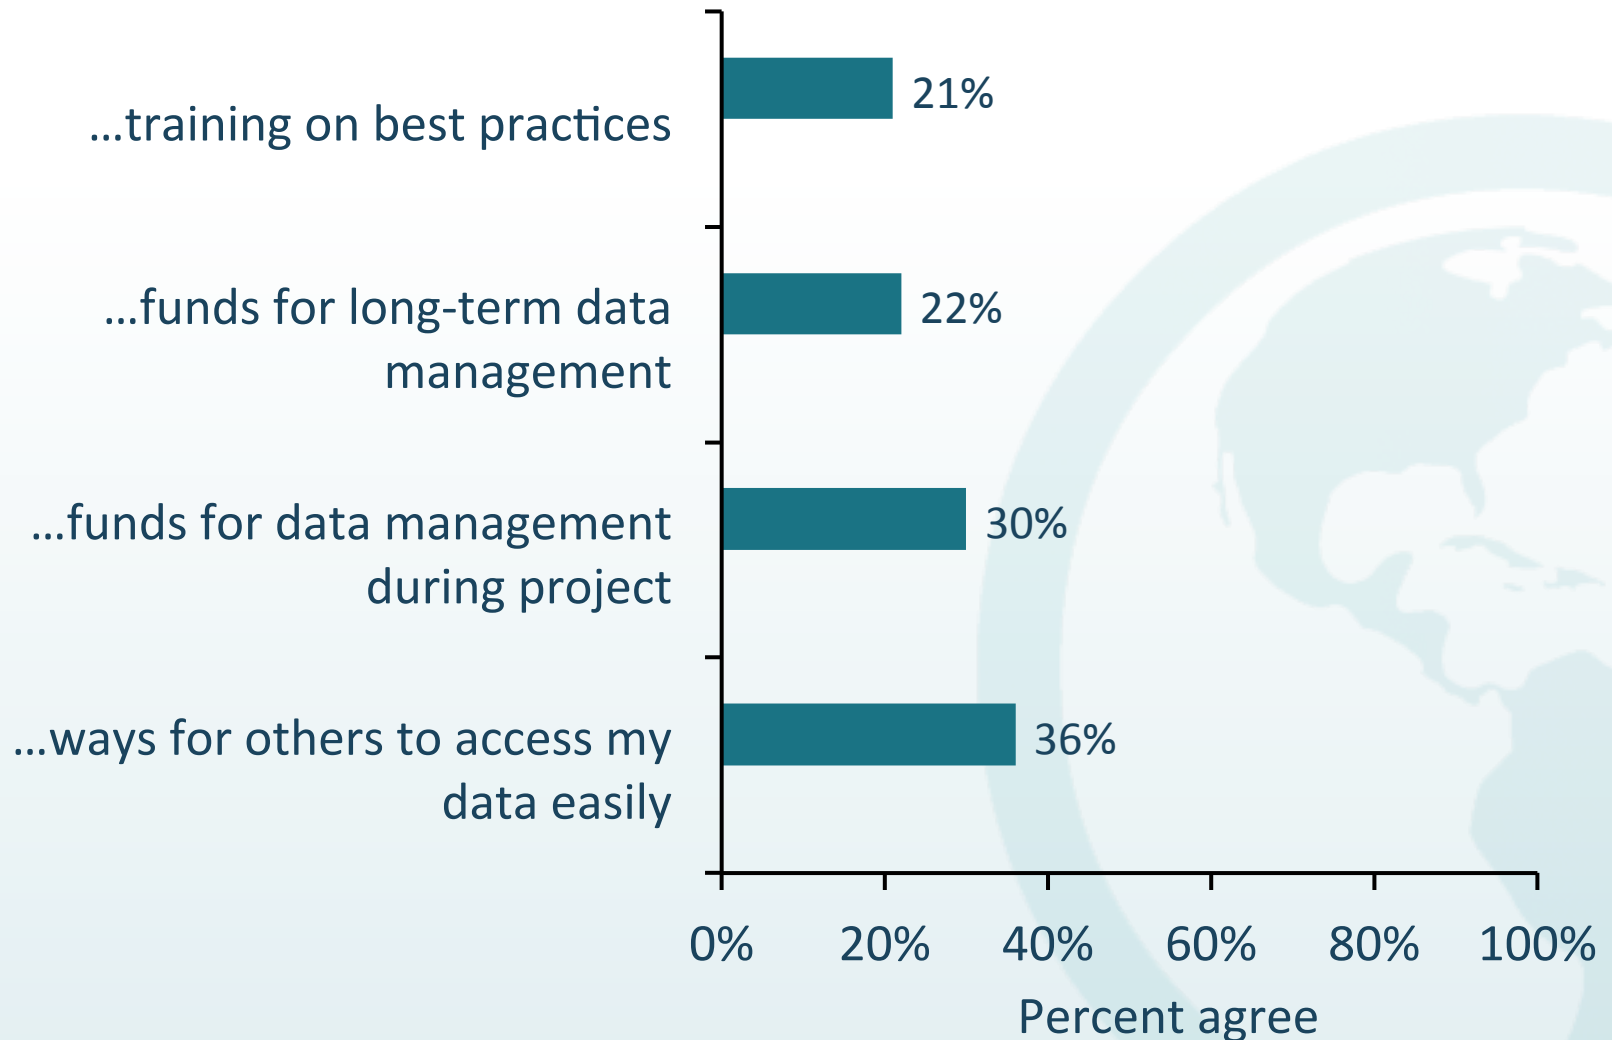 ...training on best practices
21%
...funds for long-term data
management
22%
...funds for data management
during project
30%
...ways for others to access my
data easily
36%
0% 20% 40% 60% 80% 100%
Percent agree